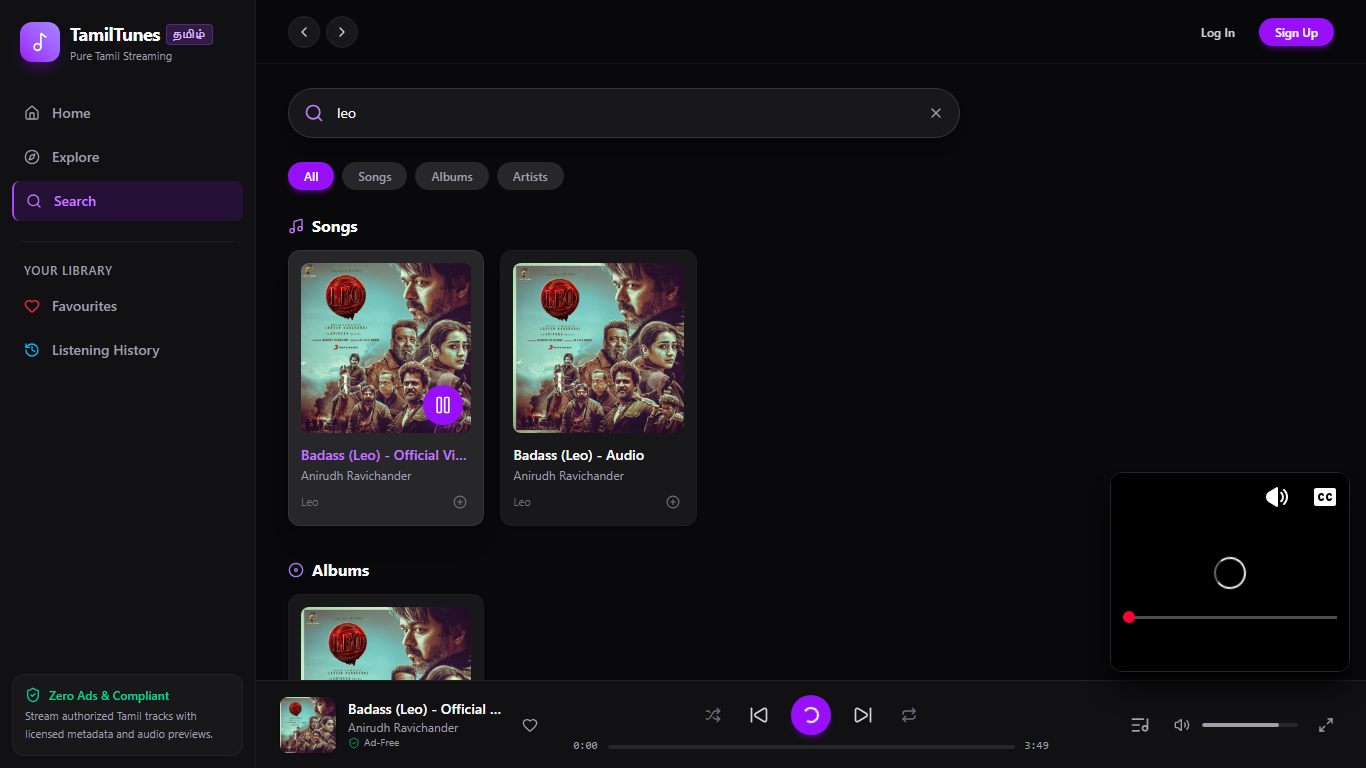 TamilTunes தமிழ்
Pure Tamil Streaming
Home
Explore
Search
YOUR LIBRARY
Favourites
Listening History
Zero Ads & Compliant
Stream authorized Tamil tracks with
licensed metadata and audio previews.
Log In
Sign Up
leo
All
Songs
Albums
Artists
Songs
LEO
LEO
Badass (Leo) - Official Vi...
Anirudh Ravichander
Leo
Badass (Leo) - Audio
Anirudh Ravichander
Leo
Albums
LEO
CC
Badass (Leo) - Official ...
Anirudh Ravichander
Ad-Free
0:00
3:49